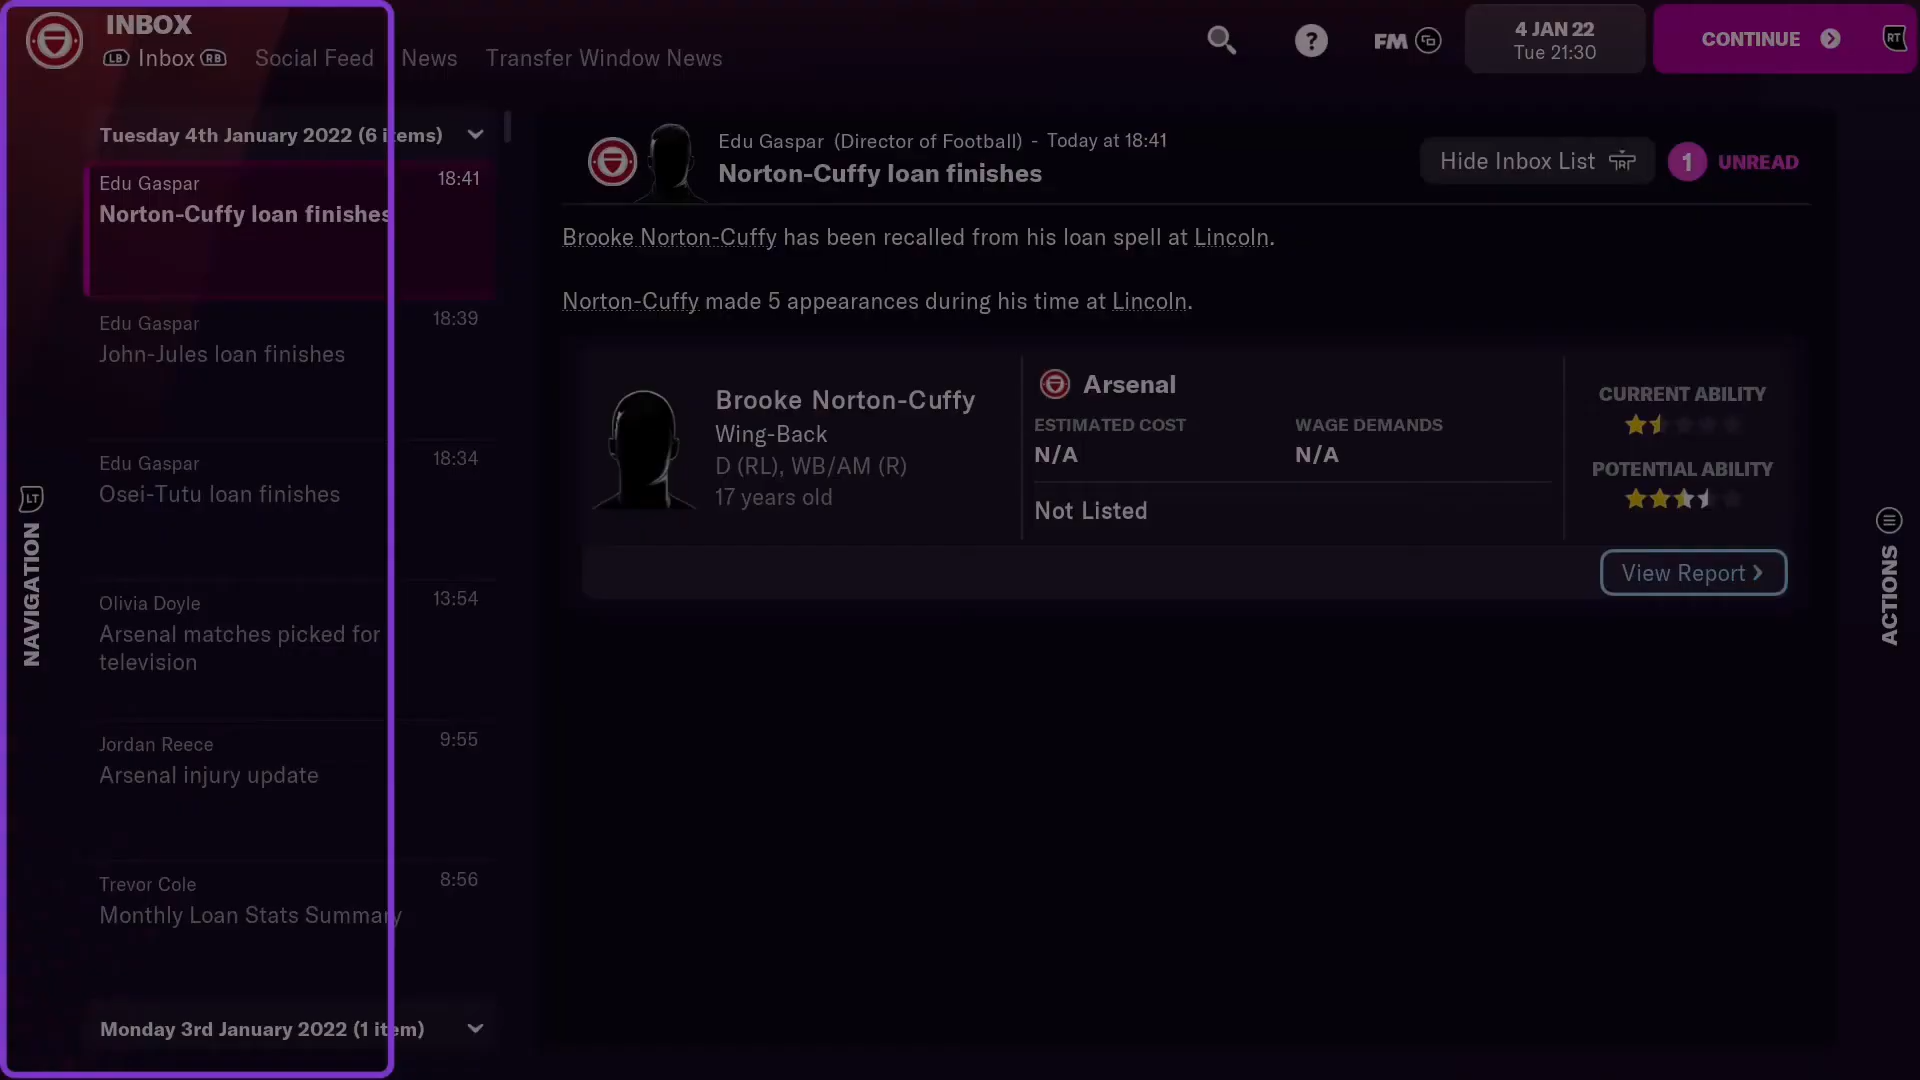 INBOX
LB Inbox RB Social Feed News Transfer Window News
?
FM
4 JAN 22
Tue 21:30
CONTINUE
RT
Tuesday 4th January 2022 (6 items)
Edu Gaspar 18:41
Norton-Cuffy loan finishes
Edu Gaspar 18:39
John-Jules loan finishes
Edu Gaspar 18:34
Osei-Tutu loan finishes
Olivia Doyle 13:54
Arsenal matches picked for
television
Jordan Reece 9:55
Arsenal injury update
Trevor Cole 8:56
Monthly Loan Stats Summary
Monday 3rd January 2022 (1 item)
LT
NAVIGATION
Edu Gaspar (Director of Football) - Today at 18:41
Norton-Cuffy loan finishes
Hide Inbox List
1 UNREAD
Brooke Norton-Cuffy has been recalled from his loan spell at Lincoln.
Norton-Cuffy made 5 appearances during his time at Lincoln.
Brooke Norton-Cuffy
Wing-Back
D (RL), WB/AM (R)
17 years old
Arsenal
ESTIMATED COST WAGE DEMANDS
N/A N/A
Not Listed
CURRENT ABILITY
POTENTIAL ABILITY
View Report
ACTIONS